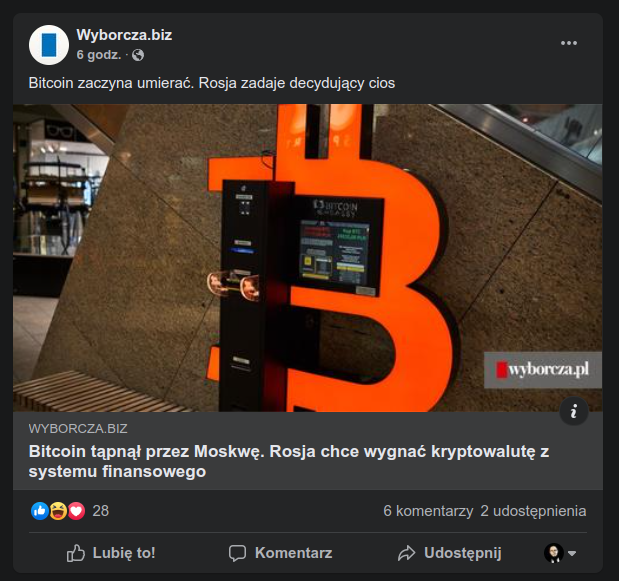 Wyborcza.biz
6 godz. ·
Bitcoin zaczyna umierać. Rosja zadaje decydujący cios
BITCOIN
EMBASSY
wyborcza.pl
WYBORCZA.BIZ
Bitcoin tąpnął przez Moskwę. Rosja chce wygnać kryptowalutę z
systemu finansowego
28
6 komentarzy 2 udostępnienia
Lubię to!
Komentarz
Udostępnij